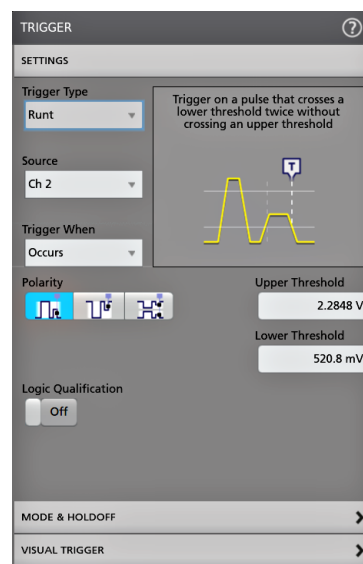 TRIGGER
?
SETTINGS
Trigger Type
Runt
Trigger on a pulse that crosses a
lower threshold twice without
crossing an upper threshold
T
Source
Ch 2
Trigger When
Occurs
Polarity
Upper Threshold
2.2848 V
Lower Threshold
520.8 mV
Logic Qualification
Off
MODE & HOLDOFF
VISUAL TRIGGER